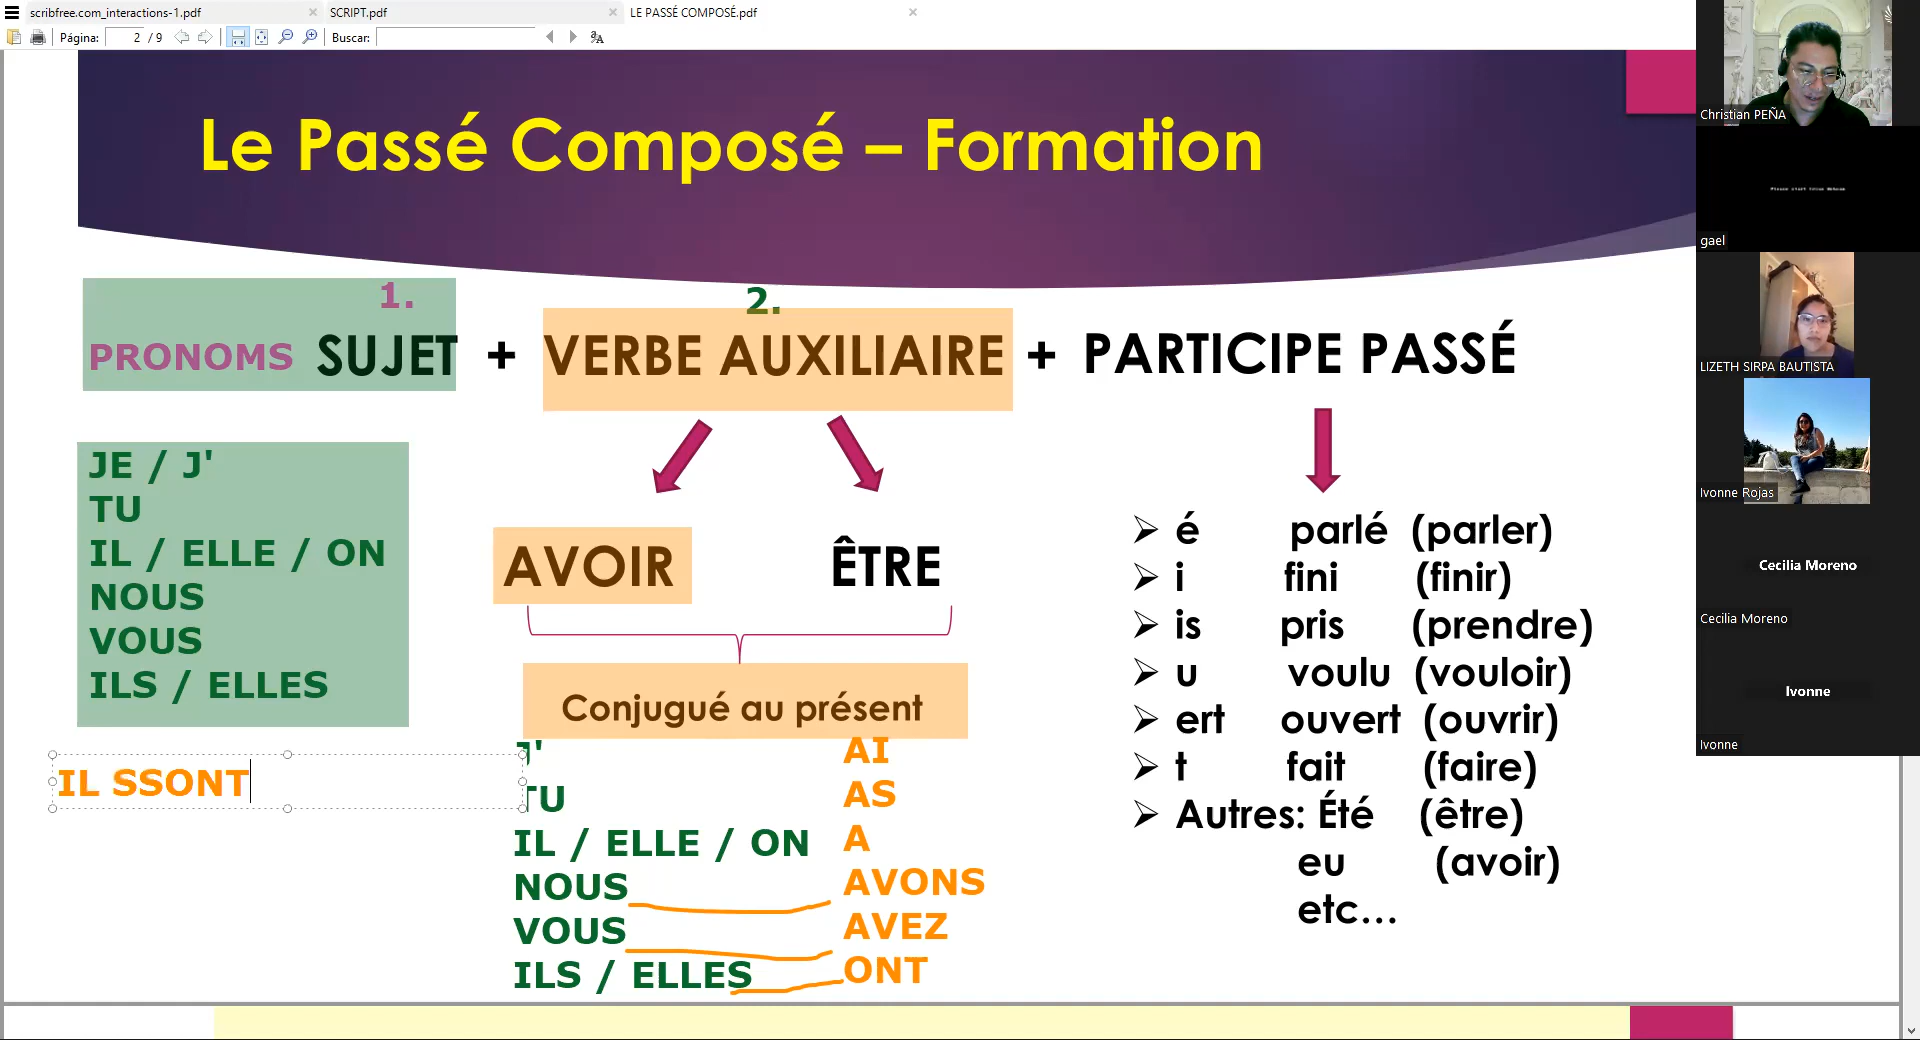 scribfree.com_interactions-1.pdf
SCRIPT.pdf
LE PASSÉ COMPOSÉ.pdf
Página: 2 / 9
Buscar:
Le Passé Composé – Formation
1.
2.
PRONOMS SUJET + VERBE AUXILIAIRE + PARTICIPE PASSÉ
JE / J'
TU
IL / ELLE / ON
NOUS
VOUS
ILS / ELLES
IL SSONT
AVOIR ÊTRE
Conjugué au présent
J' AI
TU AS
IL / ELLE / ON A
NOUS AVONS
VOUS AVEZ
ILS / ELLES ONT
é parlé (parler)
i fini (finir)
is pris (prendre)
u voulu (vouloir)
ert ouvert (ouvrir)
t fait (faire)
Autres: Été (être)
eu (avoir)
etc...
Christian PEÑA
gael
LIZETH SIRPA BAUTISTA
Ivonne Rojas
Cecilia Moreno
Cecilia Moreno
Ivonne
Ivonne